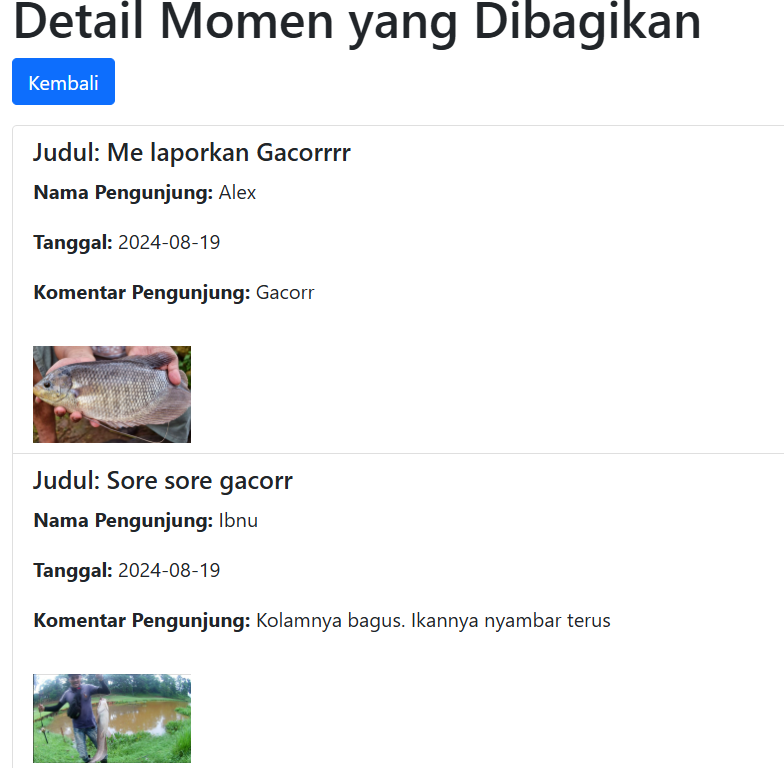 Detail Momen yang Dibagikan
Kembali
Judul: Me laporkan Gacorrrr
Nama Pengunjung: Alex
Tanggal: 2024-08-19
Komentar Pengunjung: Gacorr
Judul: Sore sore gacorr
Nama Pengunjung: Ibnu
Tanggal: 2024-08-19
Komentar Pengunjung: Kolamnya bagus. Ikannya nyambar terus